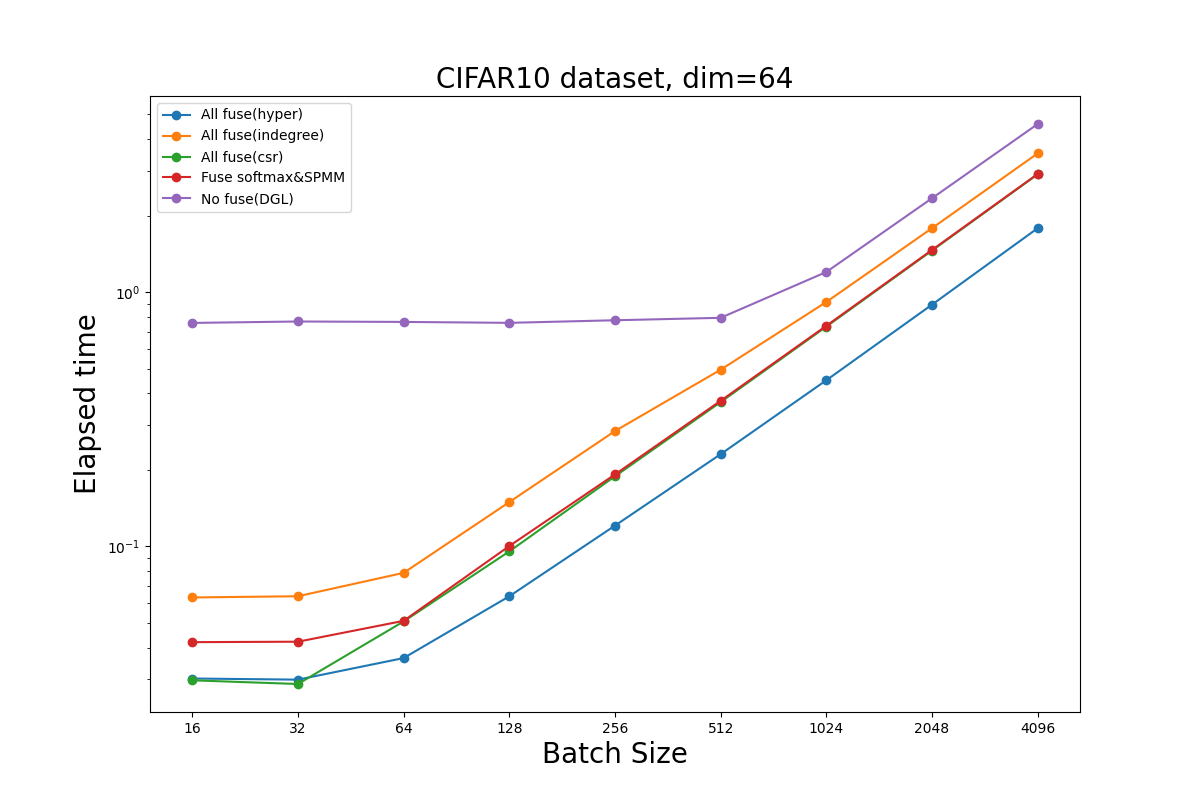 CIFAR10 dataset, dim=64
All fuse(hyper)
All fuse(indegree)
All fuse(csr)
Fuse softmax&SPMM
No fuse(DGL)
Elapsed time
10⁰
10⁻¹
16 32 64 128 256 512 1024 2048 4096
Batch Size